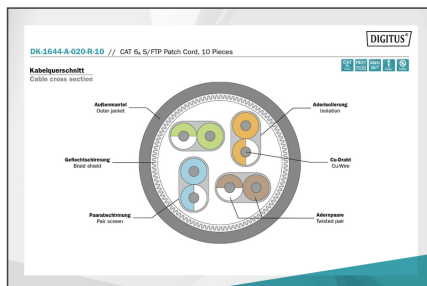 DIGITUS®
DK-1644-A-020-R-10 // CAT 6A S/FTP Patch Cord, 10 Pieces
Kabelquerschnitt
Cable cross section
Außenmantel
Outer jacket
Aderisolierung
Isolation
Geflechtschirmung
Braid shield
Cu-Draht
Cu-Wire
Paarabschirmung
Pair screen
Adernpaare
Twisted pair